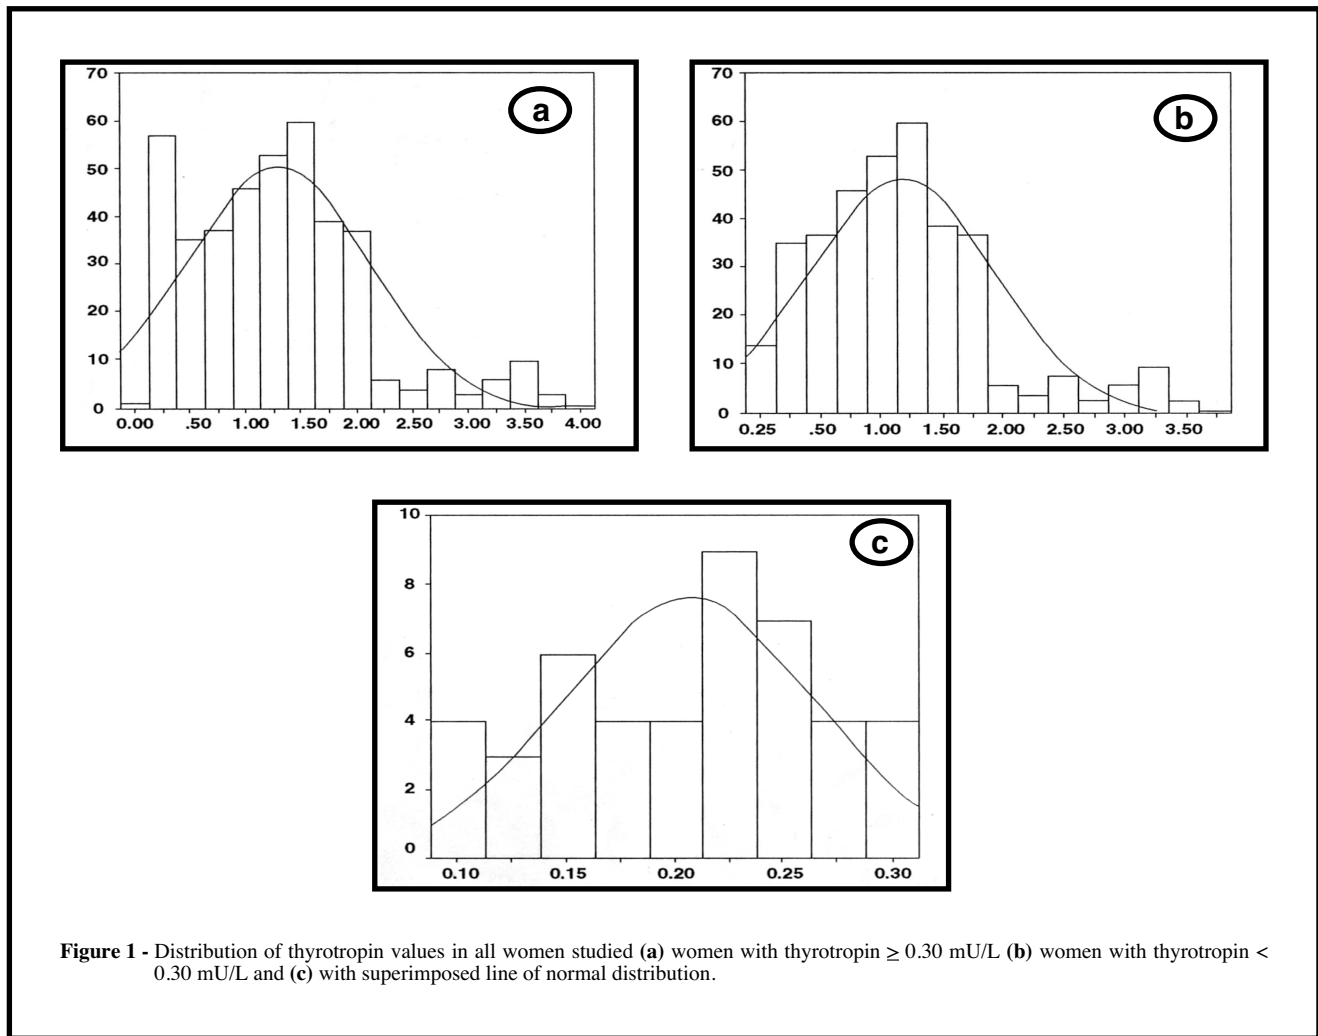 a
70
60
50
40
30
20
10
0
0.00 .50 1.00 1.50 2.00 2.50 3.00 3.50 4.00
b
70
60
50
40
30
20
10
0
0.25 .50 1.00 1.50 2.00 2.50 3.00 3.50
c
10
8
6
4
2
0
0.10 0.15 0.20 0.25 0.30
Figure 1 - Distribution of thyrotropin values in all women studied (a) women with thyrotropin ≥ 0.30 mU/L (b) women with thyrotropin <
0.30 mU/L and (c) with superimposed line of normal distribution.